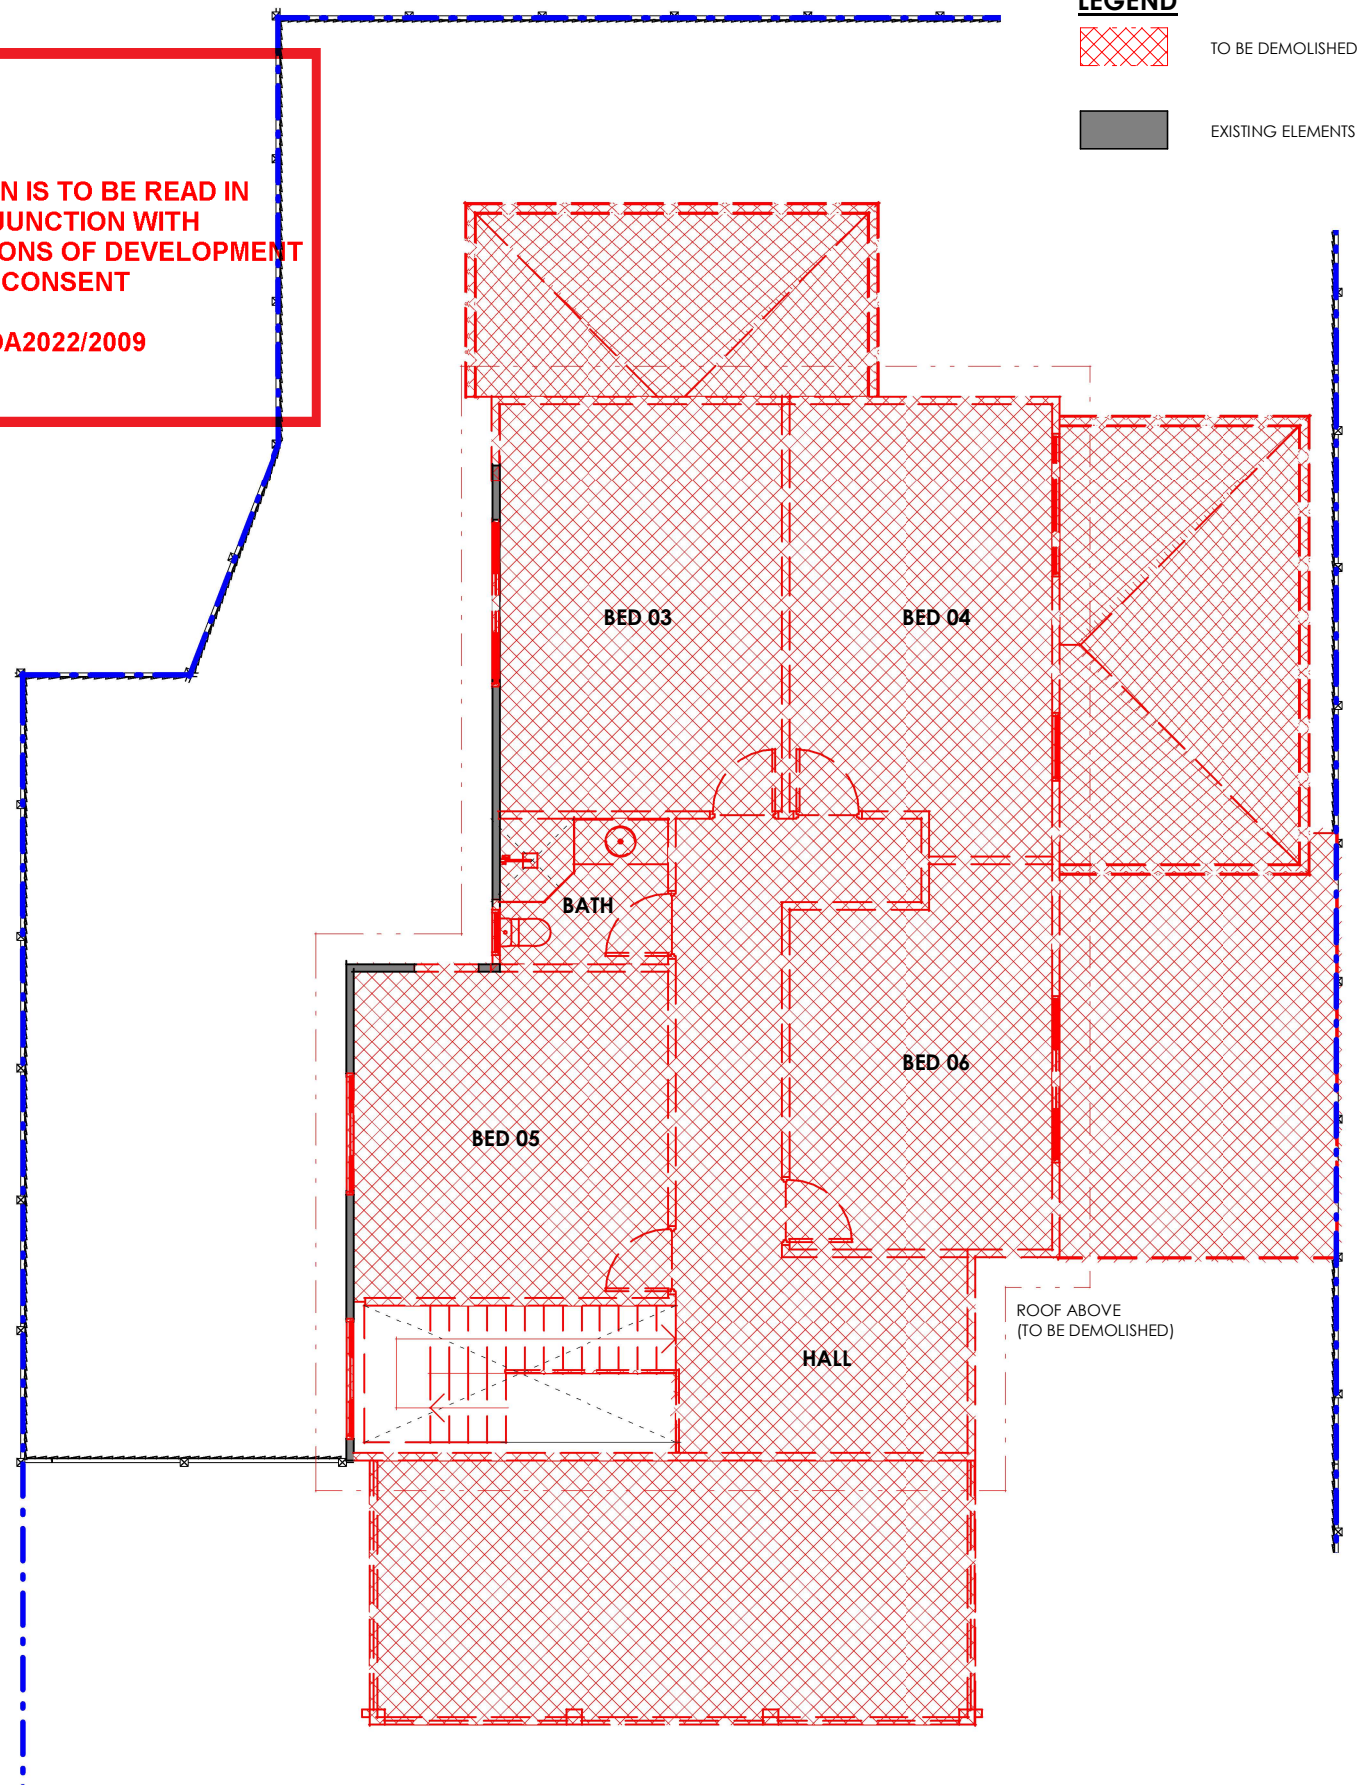 LEGEND
TO BE DEMOLISHED
EXISTING ELEMENTS
N IS TO BE READ IN
JUNCTION WITH
ONS OF DEVELOPMENT
CONSENT
DA2022/2009
BED 03
BED 04
BATH
BED 06
BED 05
ROOF ABOVE
(TO BE DEMOLISHED)
HALL